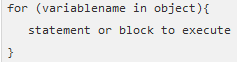 for (variablename in object){
statement or block to execute
}